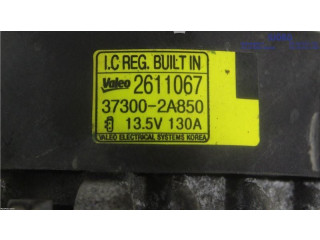 I.C REG. BUILT IN
Valeo 2611067
37300-2A850
13.5V 130A
VALEO ELECTRICAL SYSTEMS KOREA